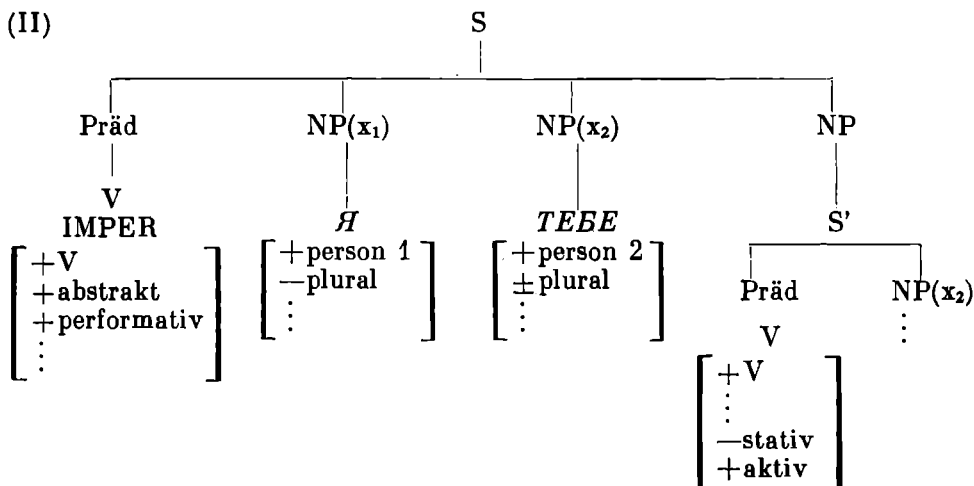 (II)
S
Präd NP(x₁) NP(x₂) NP
V
IMPER Я ТЕБЕ S'
+V +person 1 +person 2
+abstrakt —plural ± plural Präd NP(x₂)
+performativ ⋮ ⋮ ⋮
⋮ V
+V
⋮
—stativ
+aktiv